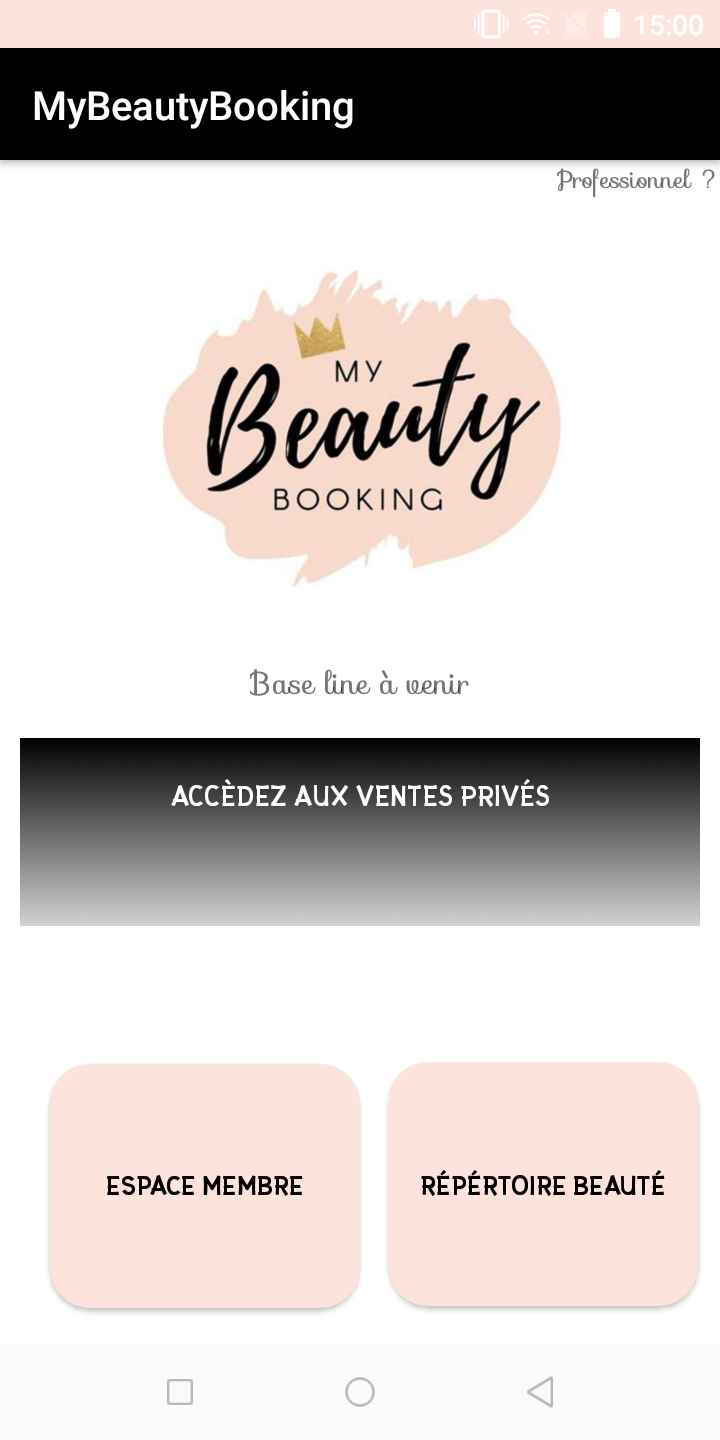 15:00
MyBeautyBooking
Professionnel ?
MY
Beauty
BOOKING
Base line à venir
ACCÈDEZ AUX VENTES PRIVÉS
ESPACE MEMBRE
RÉPÉRTOIRE BEAUTÉ